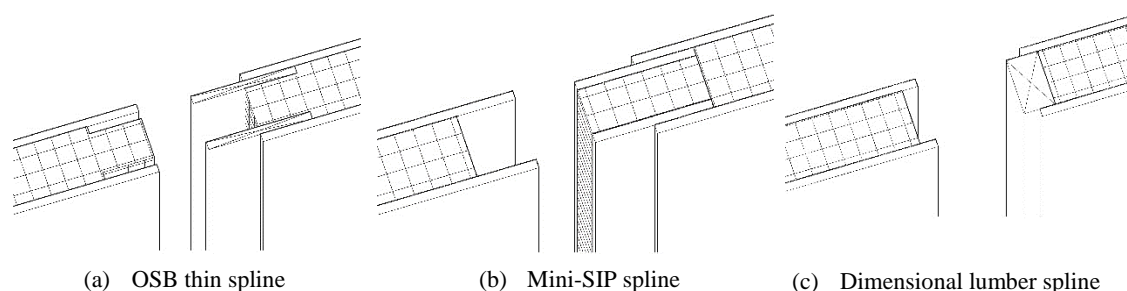 (a) OSB thin spline
(b) Mini-SIP spline
(c) Dimensional lumber spline